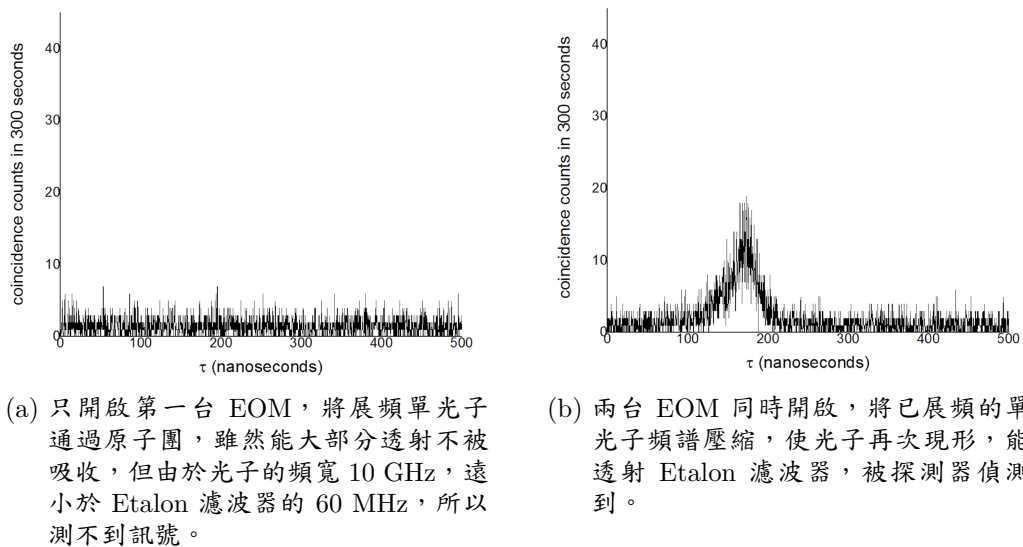 coincidence counts in 300 seconds
40
30
20
10
0
0 100 200 300 400 500
τ (nanoseconds)
(a) 只開啟第一台 EOM，將展頻單光子
通過原子團，雖然能大部分透射不被
吸收，但由於光子的頻寬 10 GHz，遠
小於 Etalon 濾波器的 60 MHz，所以
測不到訊號。
coincidence counts in 300 seconds
40
30
20
10
0
0 100 200 300 400 500
τ (nanoseconds)
(b) 兩台 EOM 同時開啟，將已展頻的單
光子頻譜壓縮，使光子再次現形，能
透射 Etalon 濾波器，被探測器偵測
到。